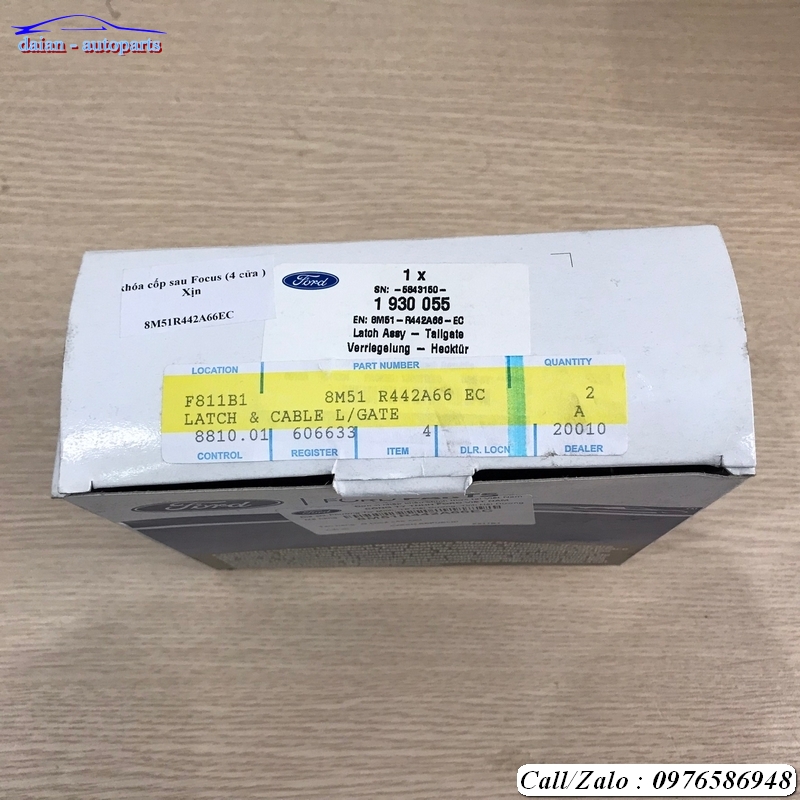 daian - autoparts
khóa cốp sau Focus (4 cửa )
Xịn
8M51R442A66EC
Ford
1 x
SN: -5843150-
1 930 055
EN: 8M51-R442A66-EC
Latch Assy - Tailgate
Verriegelung - Hecktür
LOCATION PART NUMBER QUANTITY
F811B1 8M51 R442A66 EC 2
LATCH & CABLE L/GATE A
8810.01 606633 4 20010
CONTROL REGISTER ITEM DLR. LOCN DEALER
Ford
Call/Zalo : 0976586948